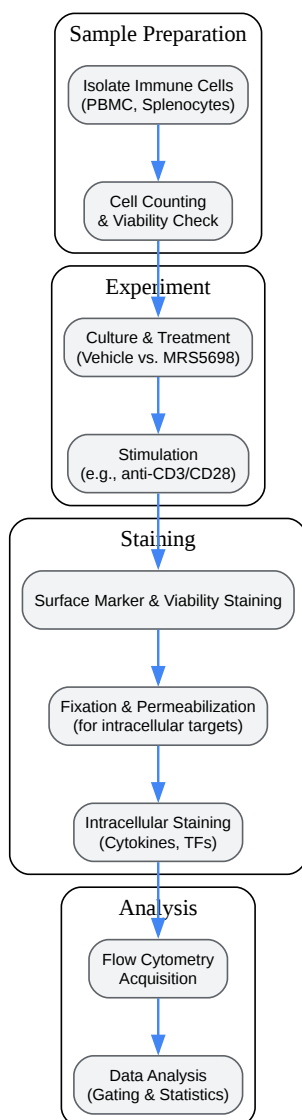 Sample Preparation
Isolate Immune Cells
(PBMC, Splenocytes)
Cell Counting
& Viability Check
Experiment
Culture & Treatment
(Vehicle vs. MRS5698)
Stimulation
(e.g., anti-CD3/CD28)
Staining
Surface Marker & Viability Staining
Fixation & Permeabilization
(for intracellular targets)
Intracellular Staining
(Cytokines, TFs)
Analysis
Flow Cytometry
Acquisition
Data Analysis
(Gating & Statistics)